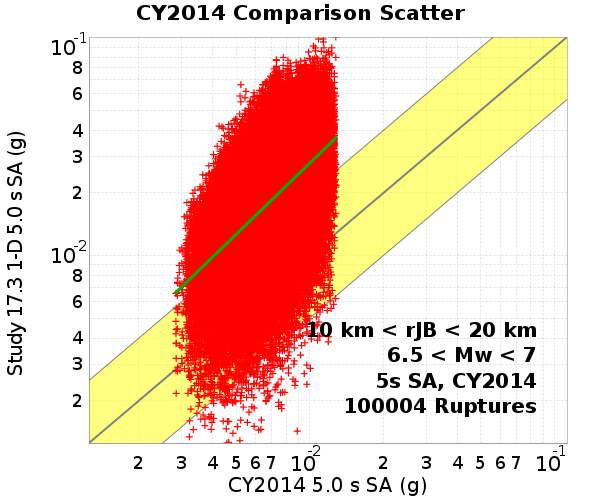 CY2014 Comparison Scatter
10-1
8
6
4
3
2
10-2
8
6
4
3
2
Study 17.3 1-D 5.0 s SA (g)
10 km < rJB < 20 km
6.5 < Mw < 7
5s SA, CY2014
100004 Ruptures
2 3 4 5 6 7 10-2 2 3 4 5 6 7 10-1
CY2014 5.0 s SA (g)